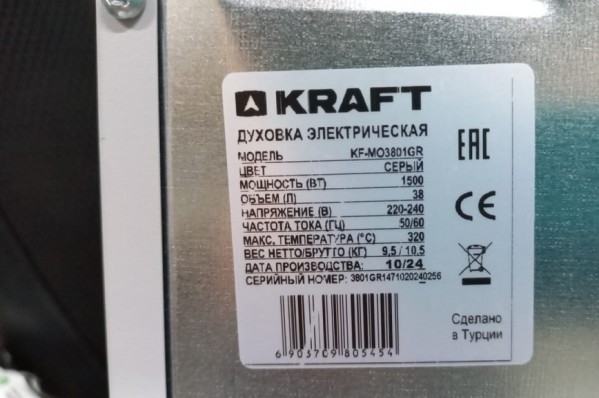 KRAFT
ДУХОВКА ЭЛЕКТРИЧЕСКАЯ
МОДЕЛЬ KF-MO3801GR
ЦВЕТ СЕРЫЙ
МОЩНОСТЬ (ВТ) 1500
ОБЪЕМ (Л) 38
НАПРЯЖЕНИЕ (В) 220-240
ЧАСТОТА ТОКА (ГЦ) 50/60
МАКС. ТЕМПЕРАТУРА (°C) 320
ВЕС НЕТТО/БРУТТО (КГ) 9,5 / 10,5
ДАТА ПРОИЗВОДСТВА: 10/24
СЕРИЙНЫЙ НОМЕР: 3801GR1471020240256
6 903709 805454
EAC
CE
Сделано
в Турции